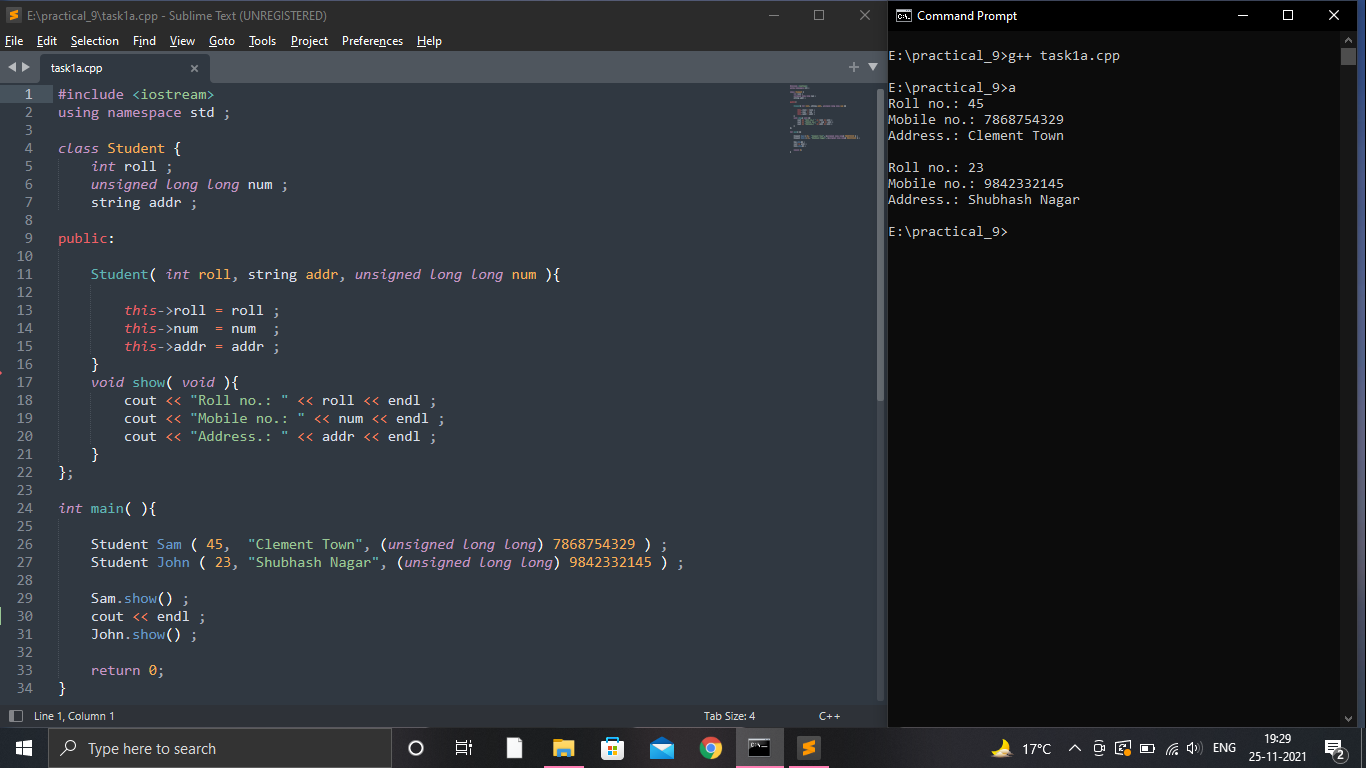 E:\practical_9\task1a.cpp - Sublime Text (UNREGISTERED)
File Edit Selection Find View Goto Tools Project Preferences Help
task1a.cpp
1 #include <iostream>
2 using namespace std ;
3
4 class Student {
5     int roll ;
6     unsigned long long num ;
7     string addr ;
8
9 public:
10
11     Student( int roll, string addr, unsigned long long num ){
12
13         this->roll = roll ;
14         this->num  = num  ;
15         this->addr = addr ;
16     }
17     void show( void ){
18         cout << "Roll no.: " << roll << endl ;
19         cout << "Mobile no.: " << num << endl ;
20         cout << "Address.: " << addr << endl ;
21     }
22 };
23
24 int main( ){
25
26     Student Sam ( 45,  "Clement Town", (unsigned long long) 7868754329 ) ;
27     Student John ( 23, "Shubhash Nagar", (unsigned long long) 9842332145 ) ;
28
29     Sam.show() ;
30     cout << endl ;
31     John.show() ;
32
33     return 0;
34 }
Line 1, Column 1
Tab Size: 4
C++
Command Prompt
E:\practical_9>g++ task1a.cpp
E:\practical_9>a
Roll no.: 45
Mobile no.: 7868754329
Address.: Clement Town
Roll no.: 23
Mobile no.: 9842332145
Address.: Shubhash Nagar
E:\practical_9>
Type here to search
17°C
ENG
19:29
25-11-2021
2